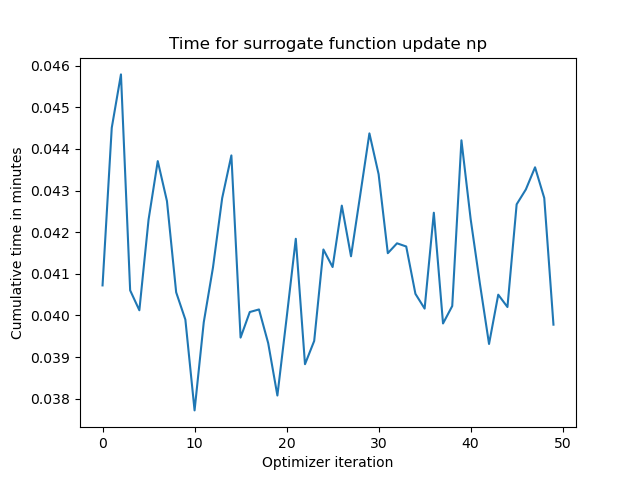 Time for surrogate function update np
Cumulative time in minutes
0.046
0.045
0.044
0.043
0.042
0.041
0.040
0.039
0.038
0 10 20 30 40 50
Optimizer iteration